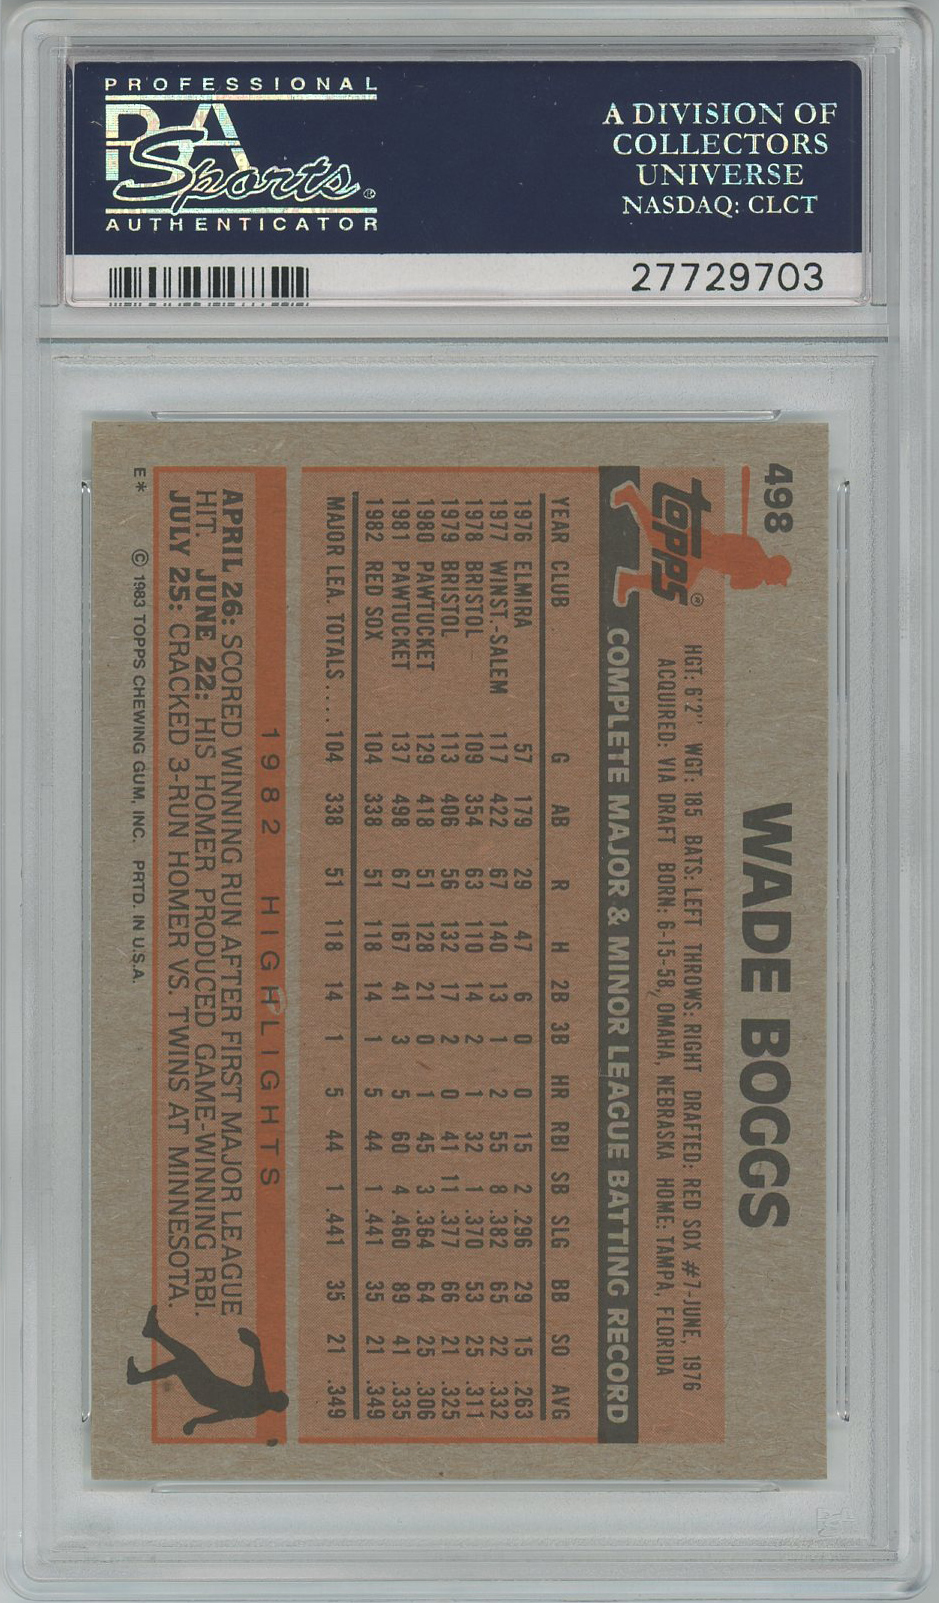 PROFESSIONAL
PSA
Sports®
AUTHENTICATOR
A DIVISION OF
COLLECTORS
UNIVERSE
NASDAQ: CLCT
27729703
498
WADE BOGGS
Topps®
HGT: 6'2" WGT: 185 BATS: LEFT THROWS: RIGHT DRAFTED: RED SOX #7-JUNE, 1976
ACQUIRED: VIA DRAFT BORN: 6-15-58, OMAHA, NEBRASKA HOME: TAMPA, FLORIDA
COMPLETE MAJOR & MINOR LEAGUE BATTING RECORD
YEAR CLUB G AB R H 2B 3B HR RBI SB SLG BB SO AVG
1976 ELMIRA 57 179 29 47 6 0 0 15 2 .296 29 15 .263
1977 WINST.-SALEM 117 422 67 140 13 1 2 55 8 .382 65 22 .332
1978 BRISTOL 109 354 63 110 14 2 1 32 1 .370 53 25 .311
1979 BRISTOL 113 406 56 132 17 2 0 41 11 .377 66 21 .325
1980 PAWTUCKET 129 418 51 128 21 0 1 45 3 .364 64 25 .306
1981 PAWTUCKET 137 498 67 167 41 3 5 60 4 .460 89 41 .335
1982 RED SOX 104 338 51 118 14 1 5 44 1 .441 35 21 .349
MAJOR LEA. TOTALS.... 104 338 51 118 14 1 5 44 1 .441 35 21 .349
1982 HIGHLIGHTS
APRIL 26: SCORED WINNING RUN AFTER FIRST MAJOR LEAGUE
HIT. JUNE 22: HIS HOMER PRODUCED GAME-WINNING RBI.
JULY 25: CRACKED 3-RUN HOMER VS. TWINS AT MINNESOTA.
E* © 1983 TOPPS CHEWING GUM, INC. PRTD. IN U.S.A.